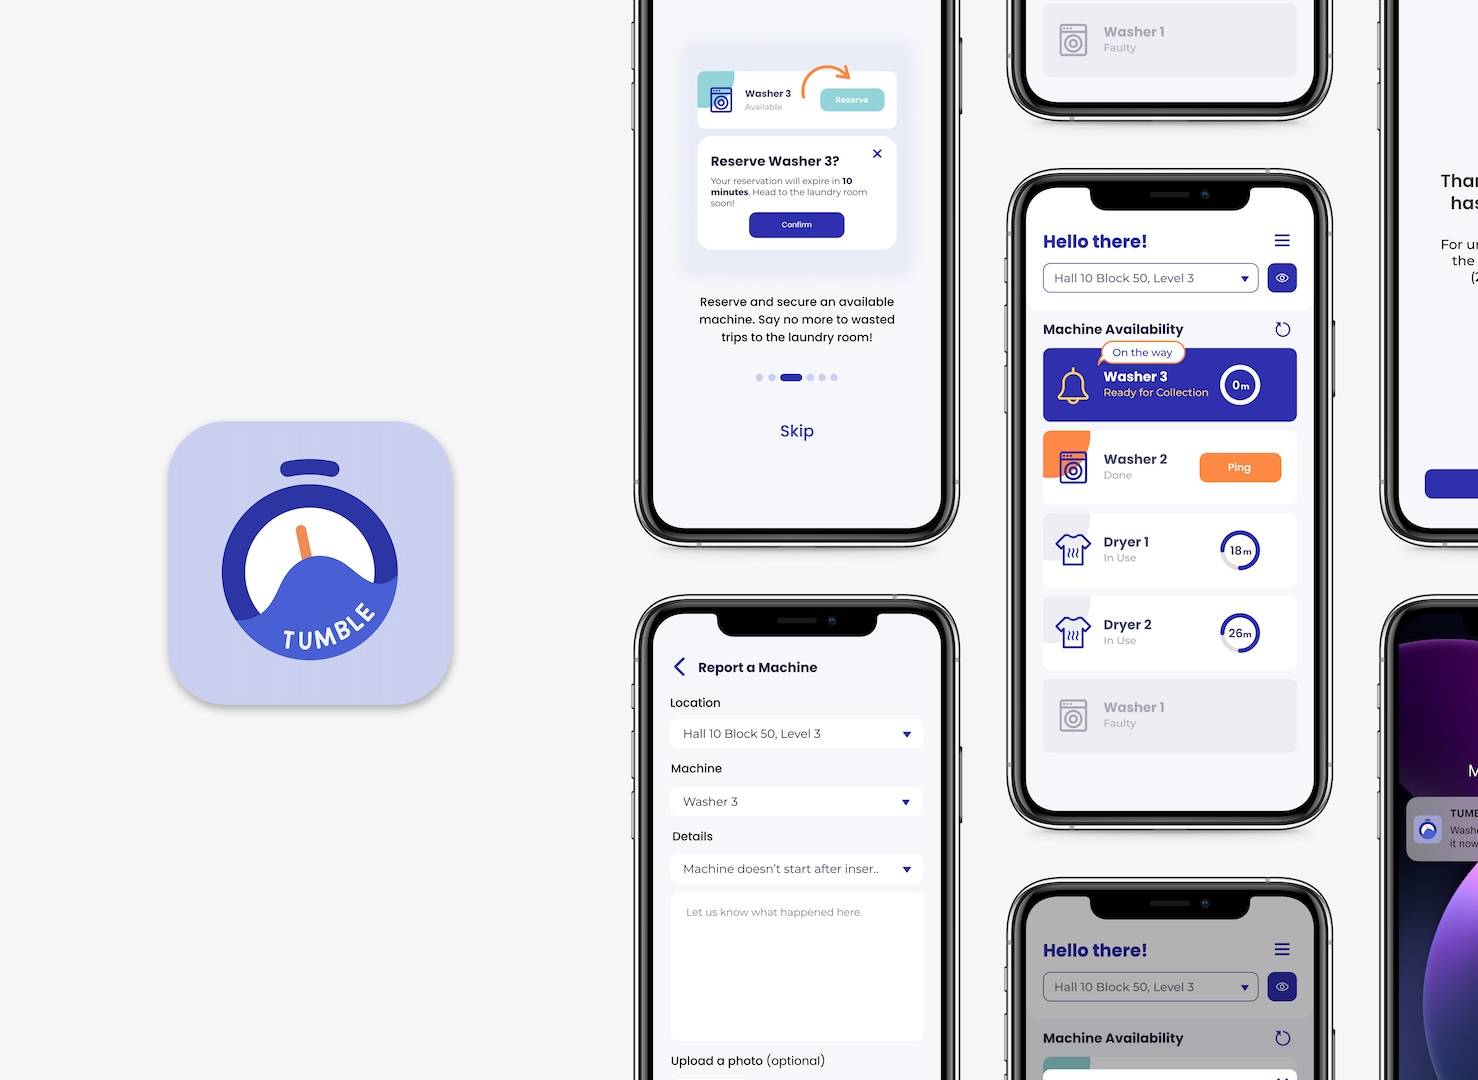 TUMBLE
Washer 3
Available
Reserve
Reserve Washer 3?
Your reservation will expire in 10
minutes. Head to the laundry room
soon!
Confirm
Reserve and secure an available
machine. Say no more to wasted
trips to the laundry room!
Skip
Report a Machine
Location
Hall 10 Block 50, Level 3
Machine
Washer 3
Details
Machine doesn't start after inser..
Let us know what happened here.
Upload a photo (optional)
Washer 1
Faulty
Hello there!
Hall 10 Block 50, Level 3
Machine Availability
On the way
Washer 3
Ready for Collection
0m
Washer 2
Done
Ping
Dryer 1
In Use
18m
Dryer 2
In Use
26m
Washer 1
Faulty
Hello there!
Hall 10 Block 50, Level 3
Machine Availability
For
the
it now